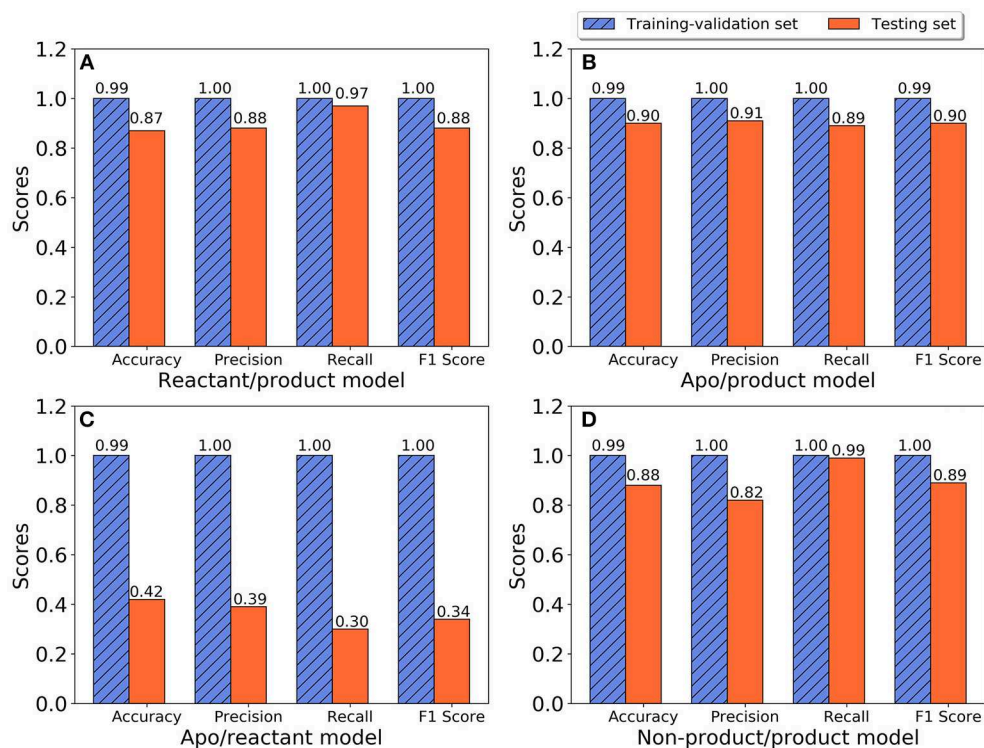 Training-validation set Testing set
A
1.2
1.0
0.8
0.6
0.4
0.2
0.0
Scores
0.99 0.87 1.00 0.88 1.00 0.97 1.00 0.88
Accuracy Precision Recall F1 Score
Reactant/product model
B
1.2
1.0
0.8
0.6
0.4
0.2
0.0
Scores
0.99 0.90 1.00 0.91 1.00 0.89 0.99 0.90
Accuracy Precision Recall F1 Score
Apo/product model
C
1.2
1.0
0.8
0.6
0.4
0.2
0.0
Scores
0.99 0.42 1.00 0.39 1.00 0.30 1.00 0.34
Accuracy Precision Recall F1 Score
Apo/reactant model
D
1.2
1.0
0.8
0.6
0.4
0.2
0.0
Scores
0.99 0.88 1.00 0.82 1.00 0.99 1.00 0.89
Accuracy Precision Recall F1 Score
Non-product/product model